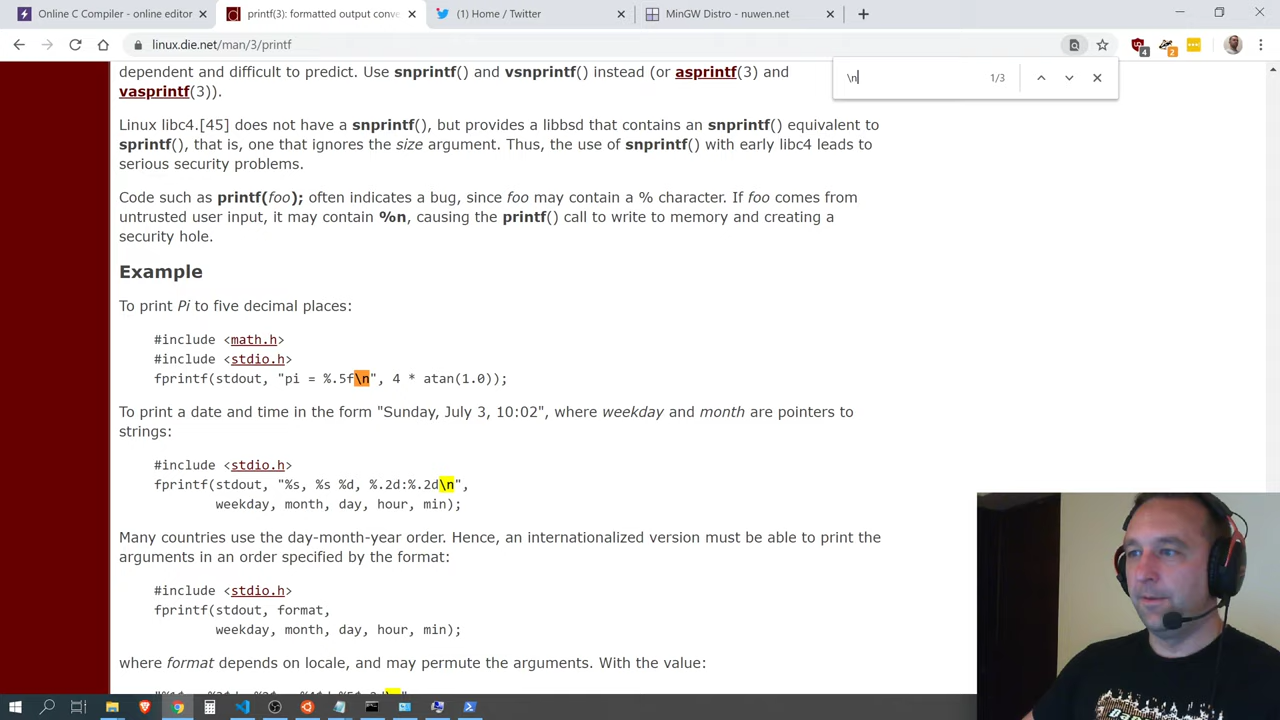 Online C Compiler - online editor
printf(3): formatted output conve
(1) Home / Twitter
MinGW Distro - nuwen.net
linux.die.net/man/3/printf
4
2
\n
1/3
dependent and difficult to predict. Use snprintf() and vsnprintf() instead (or asprintf(3) and
vasprintf(3)).
Linux libc4.[45] does not have a snprintf(), but provides a libbsd that contains an snprintf() equivalent to
sprintf(), that is, one that ignores the size argument. Thus, the use of snprintf() with early libc4 leads to
serious security problems.
Code such as printf(foo); often indicates a bug, since foo may contain a % character. If foo comes from
untrusted user input, it may contain %n, causing the printf() call to write to memory and creating a
security hole.
Example
To print Pi to five decimal places:
#include <math.h>
#include <stdio.h>
fprintf(stdout, "pi = %.5f\n", 4 * atan(1.0));
To print a date and time in the form "Sunday, July 3, 10:02", where weekday and month are pointers to
strings:
#include <stdio.h>
fprintf(stdout, "%s, %s %d, %.2d:%.2d\n",
weekday, month, day, hour, min);
Many countries use the day-month-year order. Hence, an internationalized version must be able to print the
arguments in an order specified by the format:
#include <stdio.h>
fprintf(stdout, format,
weekday, month, day, hour, min);
where format depends on locale, and may permute the arguments. With the value: